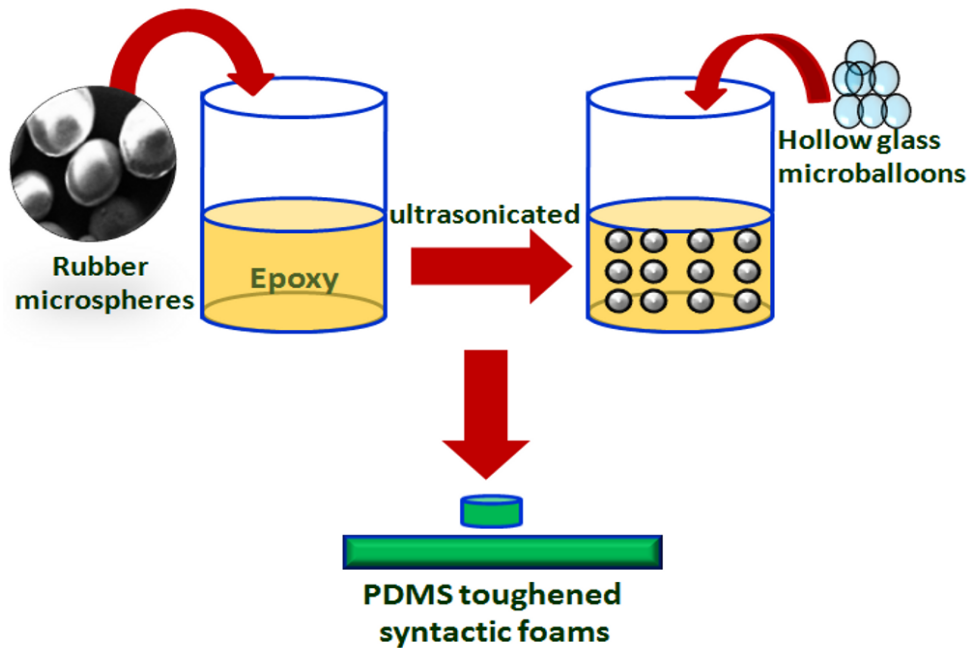 Rubber
microspheres
Epoxy
ultrasonicated
Hollow glass
microballoons
PDMS toughened
syntactic foams